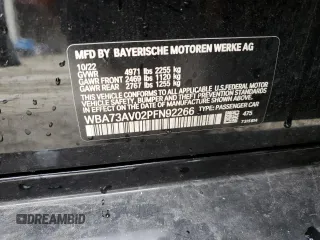 MFD BY BAYERISCHE MOTOREN WERKE AG
10/22
GVWR 4971 lbs 2255 kg
GAWR FRONT 2469 lbs 1120 kg
GAWR REAR 2767 lbs 1255 kg
THIS VEHICLE CONFORMS TO ALL APPLICABLE U.S. FEDERAL MOTOR
VEHICLE SAFETY, BUMPER, AND THEFT PREVENTION STANDARDS IN
EFFECT ON THE DATE OF MANUFACTURE SHOWN ABOVE.
WBA73AV02PFN92266 TYPE: PASSENGER CAR
475
DREAMBID